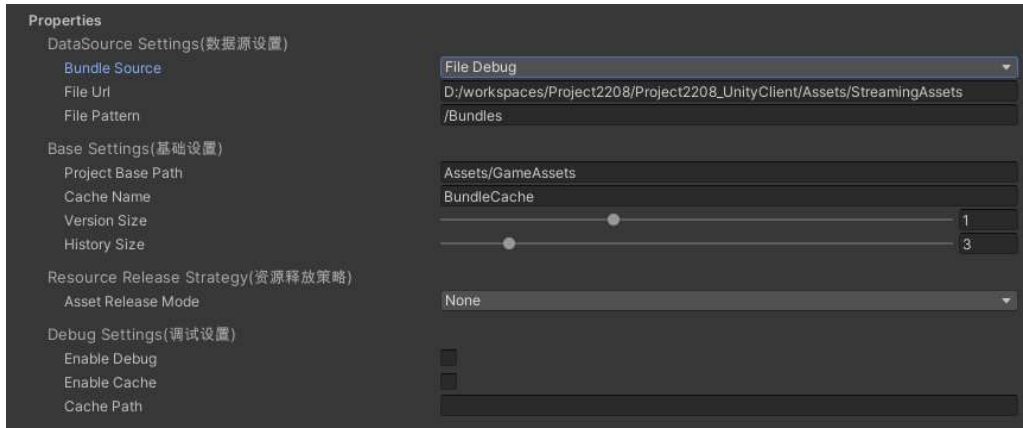 Properties
DataSource Settings(数据源设置)
Bundle Source File Debug
File Url D:/workspaces/Project2208/Project2208_UnityClient/Assets/StreamingAssets
File Pattern /Bundles
Base Settings(基础设置)
Project Base Path Assets/GameAssets
Cache Name BundleCache
Version Size 1
History Size 3
Resource Release Strategy(资源释放策略)
Asset Release Mode None
Debug Settings(调试设置)
Enable Debug
Enable Cache
Cache Path